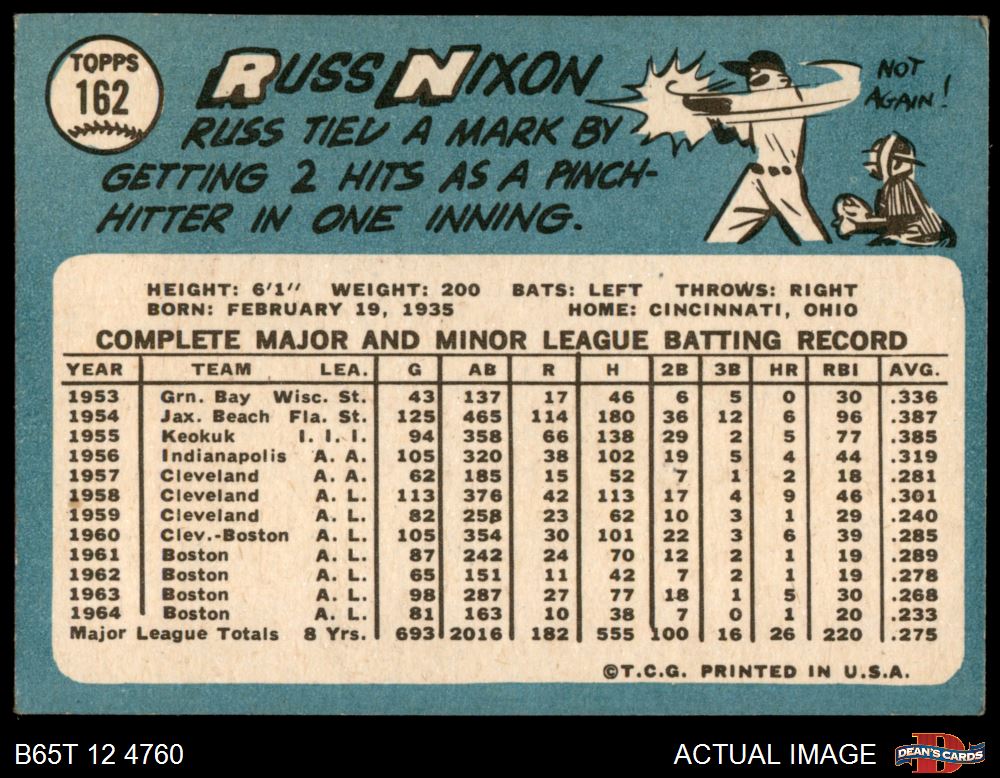 TOPPS
162
RUSS NIXON
RUSS TIED A MARK BY
GETTING 2 HITS AS A PINCH-
HITTER IN ONE INNING.
NOT
AGAIN!
HEIGHT: 6'1" WEIGHT: 200 BATS: LEFT THROWS: RIGHT
BORN: FEBRUARY 19, 1935 HOME: CINCINNATI, OHIO
COMPLETE MAJOR AND MINOR LEAGUE BATTING RECORD
YEAR TEAM LEA. G AB R H 2B 3B HR RBI AVG.
1953 Grn. Bay Wisc. St. 43 137 17 46 6 5 0 30 .336
1954 Jax. Beach Fla. St. 125 465 114 180 36 12 6 96 .387
1955 Keokuk I. I. I. 94 358 66 138 29 2 5 77 .385
1956 Indianapolis A. A. 105 320 38 102 19 5 4 44 .319
1957 Cleveland A. A. 62 185 15 52 7 1 2 18 .281
1958 Cleveland A. L. 113 376 42 113 17 4 9 46 .301
1959 Cleveland A. L. 82 258 23 62 10 3 1 29 .240
1960 Clev.-Boston A. L. 105 354 30 101 22 3 6 39 .285
1961 Boston A. L. 87 242 24 70 12 2 1 19 .289
1962 Boston A. L. 65 151 11 42 7 2 1 19 .278
1963 Boston A. L. 98 287 27 77 18 1 5 30 .268
1964 Boston A. L. 81 163 10 38 7 0 1 20 .233
Major League Totals 8 Yrs. 693 2016 182 555 100 16 26 220 .275
©T.C.G. PRINTED IN U.S.A.
B65T 12 4760
ACTUAL IMAGE
DEAN'S CARDS